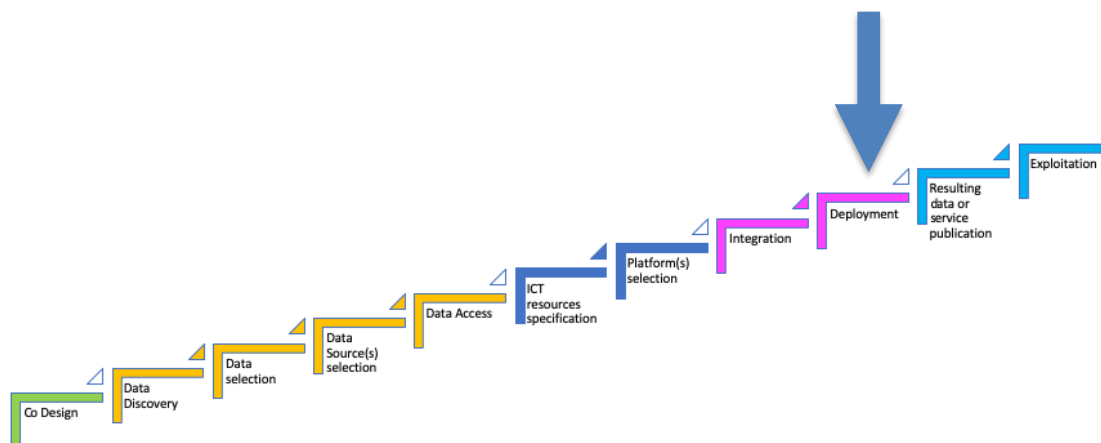 Co Design
Data
Discovery
Data
selection
Data
Source(s)
selection
Data Access
ICT
resources
specification
Platform(s)
selection
Integration
Deployment
Resulting
data or
service
publication
Exploitation